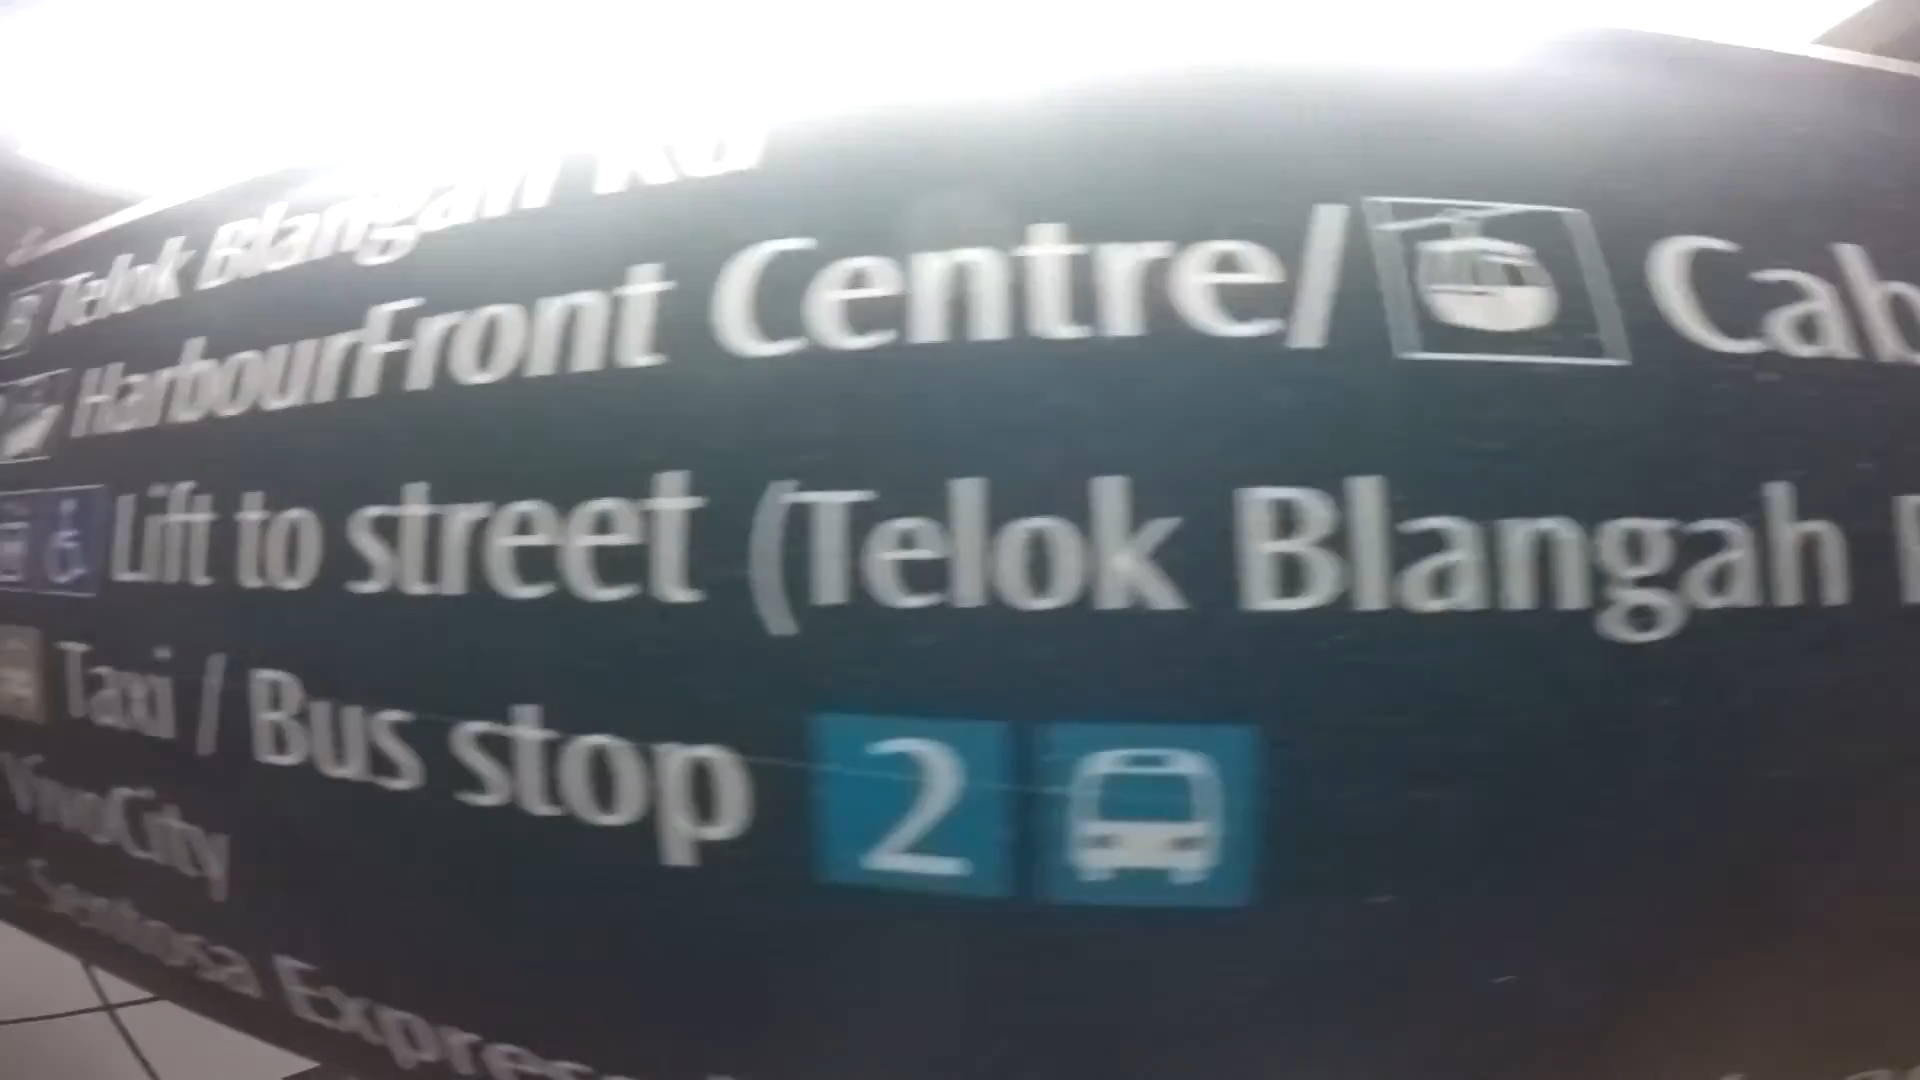 B Telok Blangah Rd
HarbourFront Centre/ Cab
Lift to street (Telok Blangah
Taxi / Bus stop 2
VivoCity
Sentosa Express